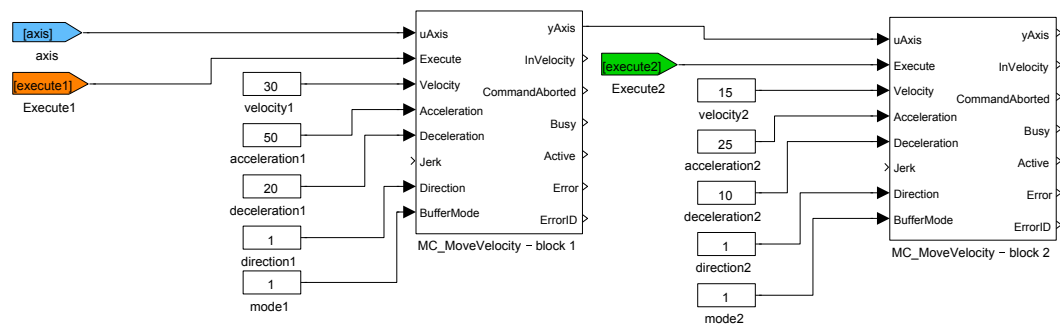 [axis]
axis
[execute1]
Execute1
30
velocity1
50
acceleration1
20
deceleration1
1
direction1
1
mode1
uAxis
Execute
Velocity
Acceleration
Deceleration
Jerk
Direction
BufferMode
yAxis
InVelocity
CommandAborted
Busy
Active
Error
ErrorID
MC_MoveVelocity − block 1
[execute2]
Execute2
15
velocity2
25
acceleration2
10
deceleration2
1
direction2
1
mode2
uAxis
Execute
Velocity
Acceleration
Deceleration
Jerk
Direction
BufferMode
yAxis
InVelocity
CommandAborted
Busy
Active
Error
ErrorID
MC_MoveVelocity − block 2